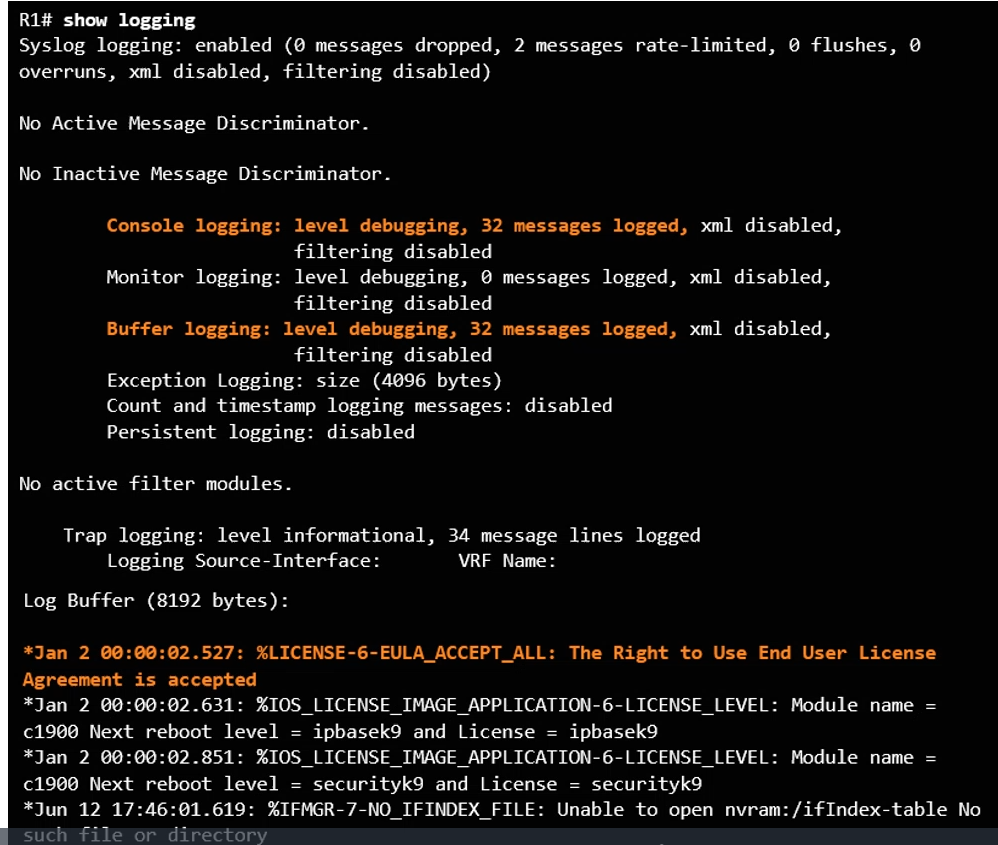 R1# show logging
Syslog logging: enabled (0 messages dropped, 2 messages rate-limited, 0 flushes, 0
overruns, xml disabled, filtering disabled)
No Active Message Discriminator.
No Inactive Message Discriminator.
Console logging: level debugging, 32 messages logged, xml disabled,
filtering disabled
Monitor logging: level debugging, 0 messages logged, xml disabled,
filtering disabled
Buffer logging: level debugging, 32 messages logged, xml disabled,
filtering disabled
Exception Logging: size (4096 bytes)
Count and timestamp logging messages: disabled
Persistent logging: disabled
No active filter modules.
Trap logging: level informational, 34 message lines logged
Logging Source-Interface: VRF Name:
Log Buffer (8192 bytes):
*Jan 2 00:00:02.527: %LICENSE-6-EULA_ACCEPT_ALL: The Right to Use End User License
Agreement is accepted
*Jan 2 00:00:02.631: %IOS_LICENSE_IMAGE_APPLICATION-6-LICENSE_LEVEL: Module name =
c1900 Next reboot level = ipbasek9 and License = ipbasek9
*Jan 2 00:00:02.851: %IOS_LICENSE_IMAGE_APPLICATION-6-LICENSE_LEVEL: Module name =
c1900 Next reboot level = securityk9 and License = securityk9
*Jun 12 17:46:01.619: %IFMGR-7-NO_IFINDEX_FILE: Unable to open nvram:/ifIndex-table No
such file or directory